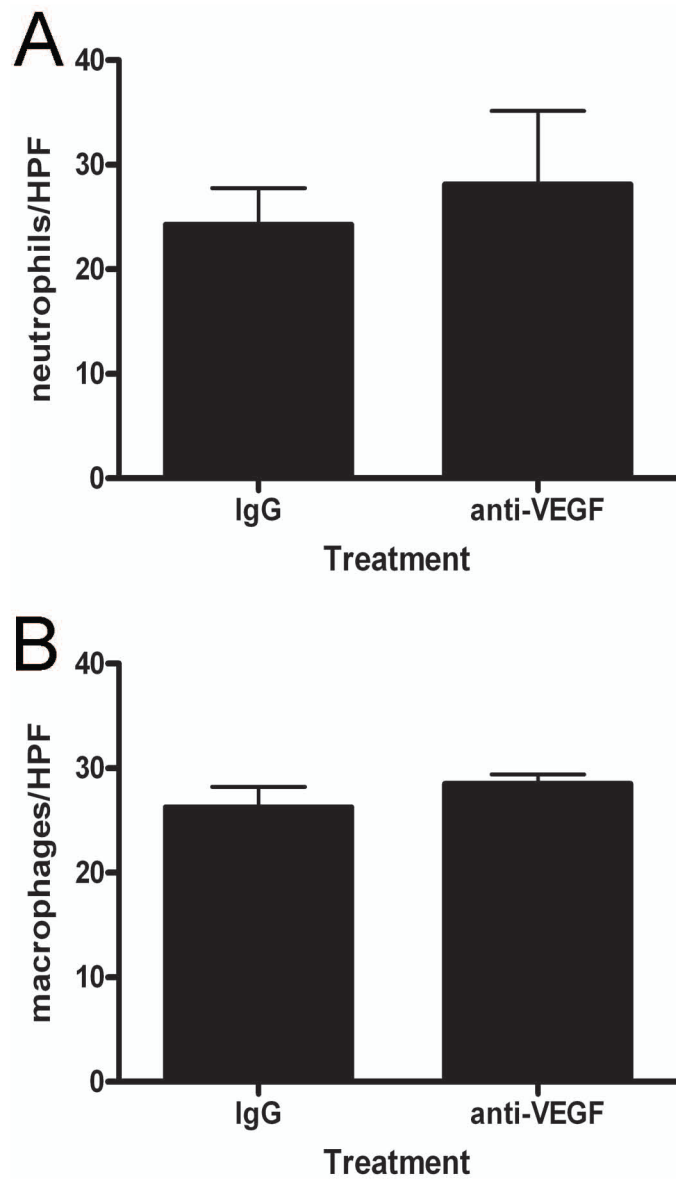 A
neutrophils/HPF
40
30
20
10
0
IgG anti-VEGF
Treatment
B
macrophages/HPF
40
30
20
10
0
IgG anti-VEGF
Treatment